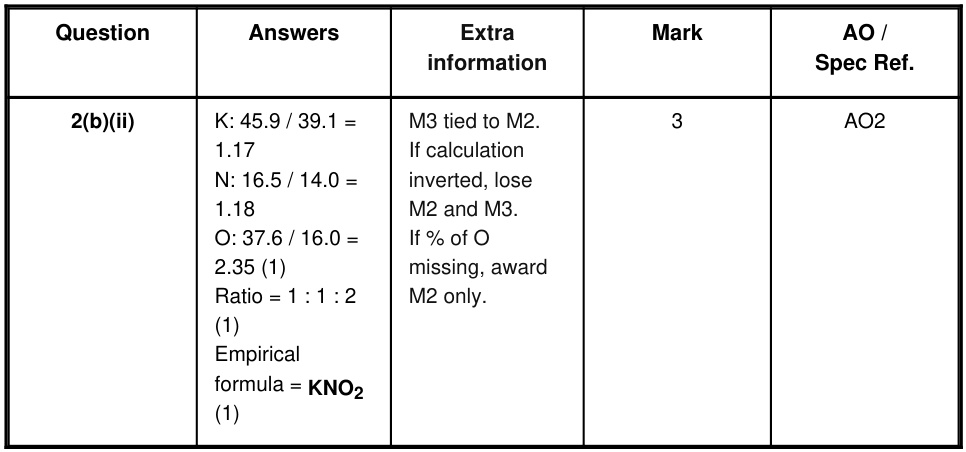 Question Answers Extra information Mark AO / Spec Ref.
2(b)(ii)
K: 45.9 / 39.1 =
1.17
N: 16.5 / 14.0 =
1.18
O: 37.6 / 16.0 =
2.35 (1)
Ratio = 1 : 1 : 2
(1)
Empirical
formula = KNO₂
(1)
M3 tied to M2.
If calculation
inverted, lose
M2 and M3.
If % of O
missing, award
M2 only.
3
AO2